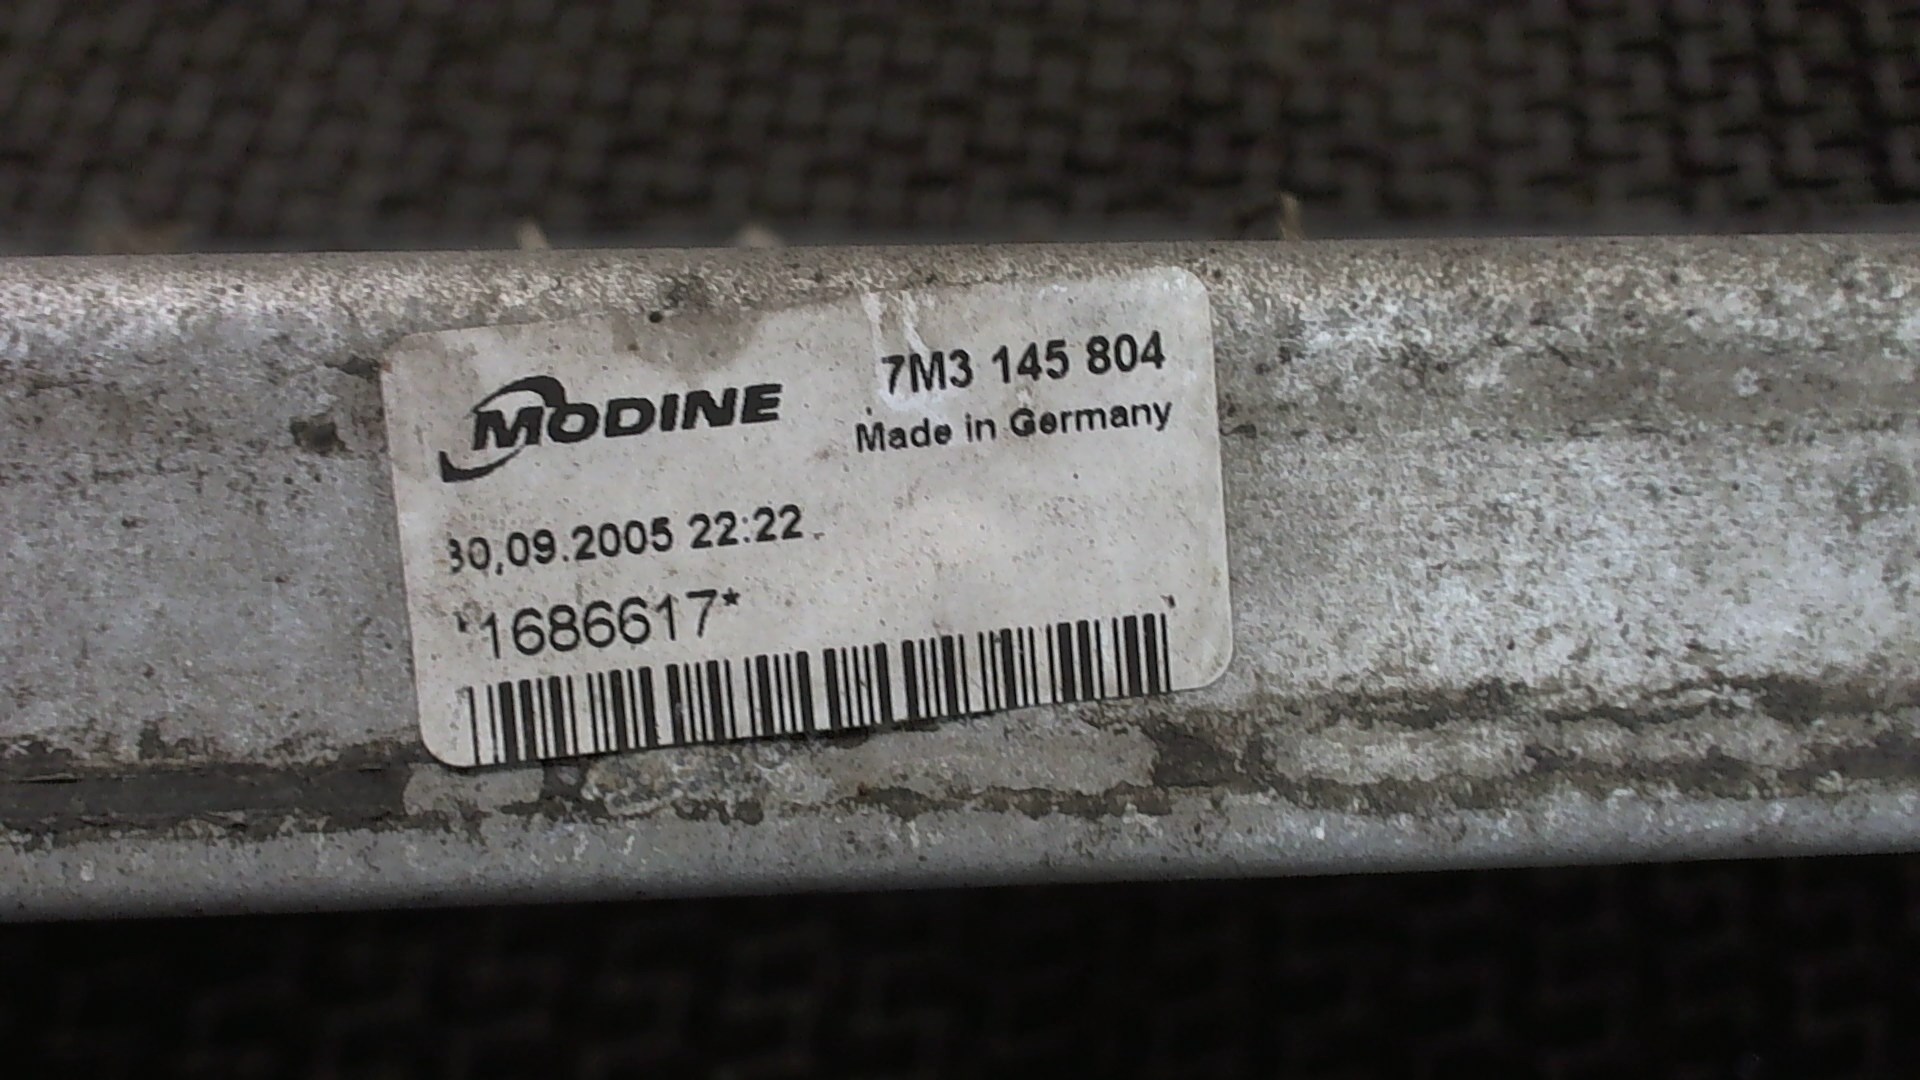 MODINE
7M3 145 804
Made in Germany
30.09.2005 22:22
*1686617*